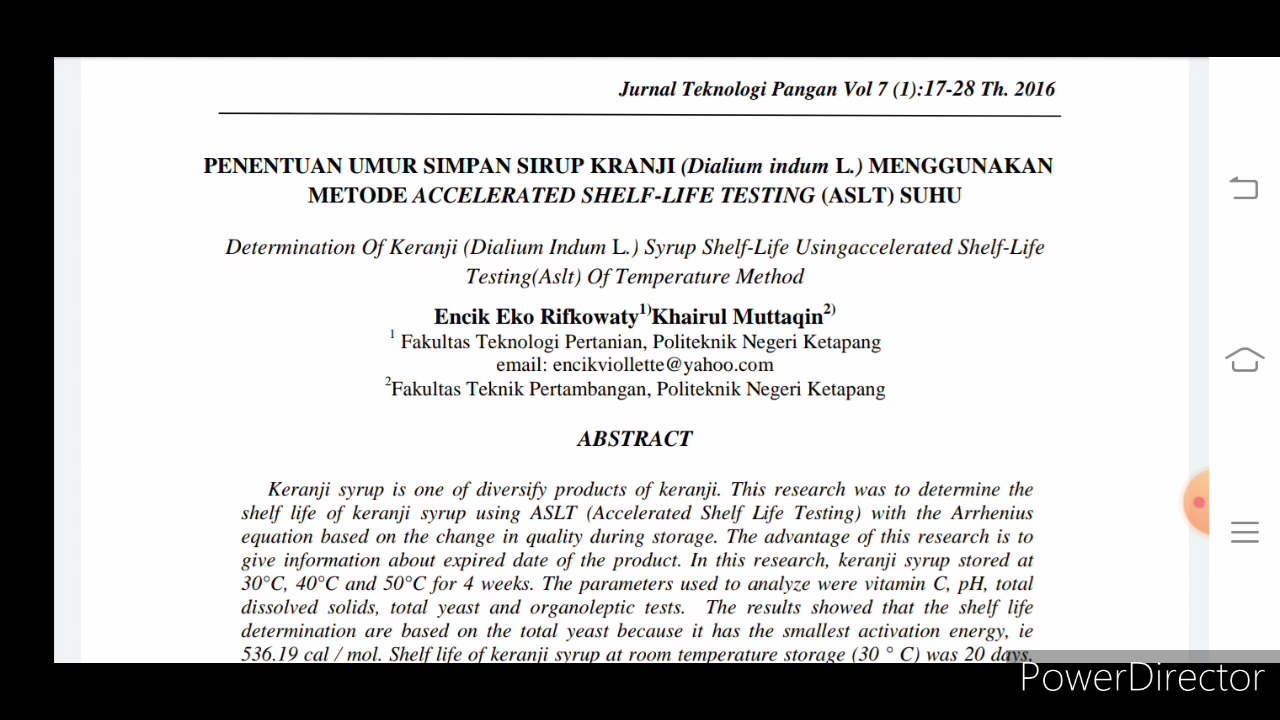 Jurnal Teknologi Pangan Vol 7 (1):17-28 Th. 2016
PENENTUAN UMUR SIMPAN SIRUP KRANJI (Dialium indum L.) MENGGUNAKAN
METODE ACCELERATED SHELF-LIFE TESTING (ASLT) SUHU
Determination Of Keranji (Dialium Indum L.) Syrup Shelf-Life Usingaccelerated Shelf-Life
Testing(Aslt) Of Temperature Method
Encik Eko Rifkowaty1)Khairul Muttaqin2)
1 Fakultas Teknologi Pertanian, Politeknik Negeri Ketapang
email: encikviollette@yahoo.com
2Fakultas Teknik Pertambangan, Politeknik Negeri Ketapang
ABSTRACT
Keranji syrup is one of diversify products of keranji. This research was to determine the
shelf life of keranji syrup using ASLT (Accelerated Shelf Life Testing) with the Arrhenius
equation based on the change in quality during storage. The advantage of this research is to
give information about expired date of the product. In this research, keranji syrup stored at
30°C, 40°C and 50°C for 4 weeks. The parameters used to analyze were vitamin C, pH, total
dissolved solids, total yeast and organoleptic tests. The results showed that the shelf life
determination are based on the total yeast because it has the smallest activation energy, ie
536.19 cal / mol. Shelf life of keranji syrup at room temperature storage (30 ° C) was 20 days.
PowerDirector